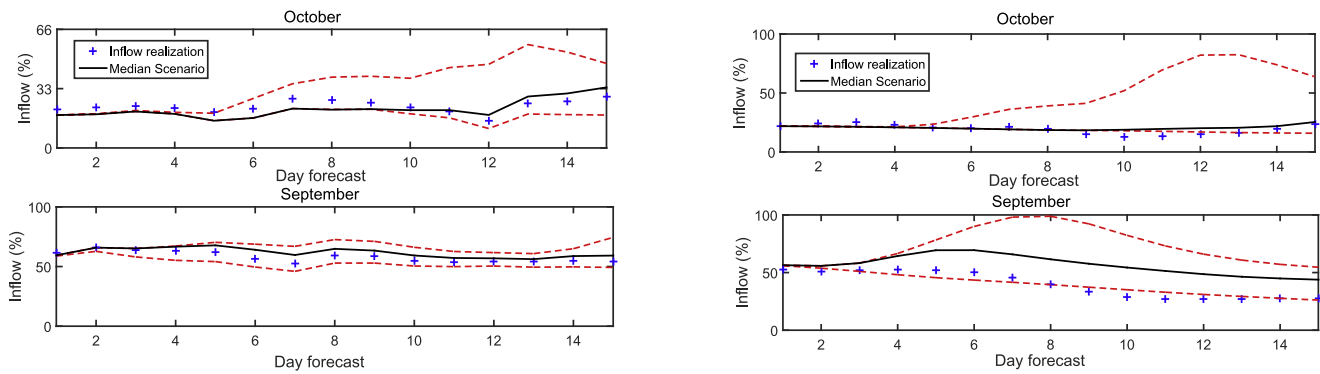 October
66
33
0
Inflow (%)
Inflow realization
Median Scenario
2 4 6 8 10 12 14
Day forecast
September
100
50
0
Inflow (%)
2 4 6 8 10 12 14
Day forecast
October
100
50
0
Inflow (%)
Inflow realization
Median Scenario
2 4 6 8 10 12 14
Day forecast
September
100
50
0
Inflow (%)
2 4 6 8 10 12 14
Day forecast